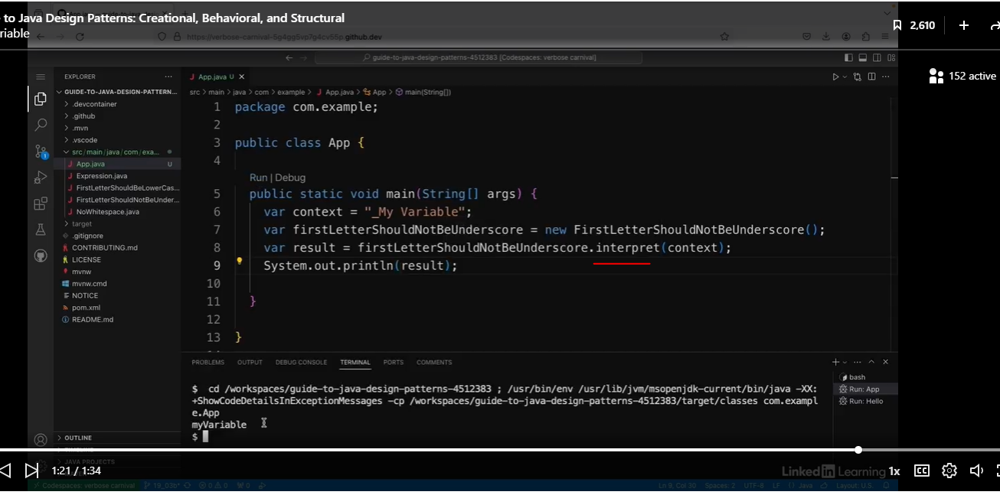 to Java Design Patterns: Creational, Behavioral, and Structural
riable
https://verbose-carnival-5g4gg5vp7g4cv55p.github.dev
2,610
152 active
guide-to-java-design-patterns-4512383 [Codespaces: verbose carnival]
EXPLORER
GUIDE-TO-JAVA-DESIGN-PATTERN...
.devcontainer
.github
.mvn
.vscode
src/main/java/com/exa...
App.java U
Expression.java
FirstLetterShouldBeLowerCas...
FirstLetterShouldNotBeUnder...
NoWhitespace.java
target
.gitignore
CONTRIBUTING.md
LICENSE
mvnw
mvnw.cmd
NOTICE
pom.xml
README.md
OUTLINE
JAVA PROJECTS
App.java U
src > main > java > com > example > App.java > App > main(String[])
1 package com.example;
2
3 public class App {
4
Run | Debug
5 public static void main(String[] args) {
6 var context = "_My Variable";
7 var firstLetterShouldNotBeUnderscore = new FirstLetterShouldNotBeUnderscore();
8 var result = firstLetterShouldNotBeUnderscore.interpret(context);
9 System.out.println(result);
10
11 }
12
13 }
PROBLEMS OUTPUT DEBUG CONSOLE TERMINAL PORTS COMMENTS
$ cd /workspaces/guide-to-java-design-patterns-4512383 ; /usr/bin/env /usr/lib/jvm/msopenjdk-current/bin/java -XX:
+ShowCodeDetailsInExceptionMessages -cp /workspaces/guide-to-java-design-patterns-4512383/target/classes com.exampl
e.App
myVariable
$
bash
Run: App
Run: Hello
1:21 / 1:34
LinkedIn Learning
1x
CC
Codespaces: verbose carnival 19_03b* 0 0 0 Ln 9, Col 30 Spaces: 2 UTF-8 LF {} Java Layout: U.S.